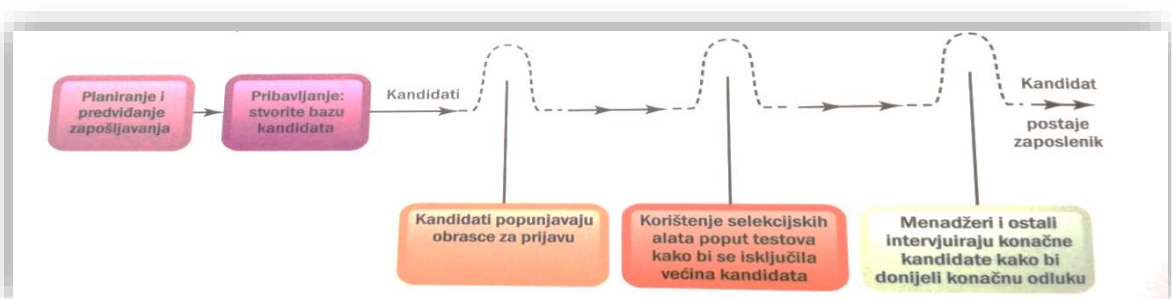 Planiranje i
predviđanje
zapošljavanja
Pribavljanje:
stvorite bazu
kandidata
Kandidati
Kandidat
postaje
zaposlenik
Kandidati popunjavaju
obrasce za prijavu
Korištenje selekcijskih
alata poput testova
kako bi se isključila
većina kandidata
Menadžeri i ostali
intervjuiraju konačne
kandidate kako bi
donijeli konačnu odluku